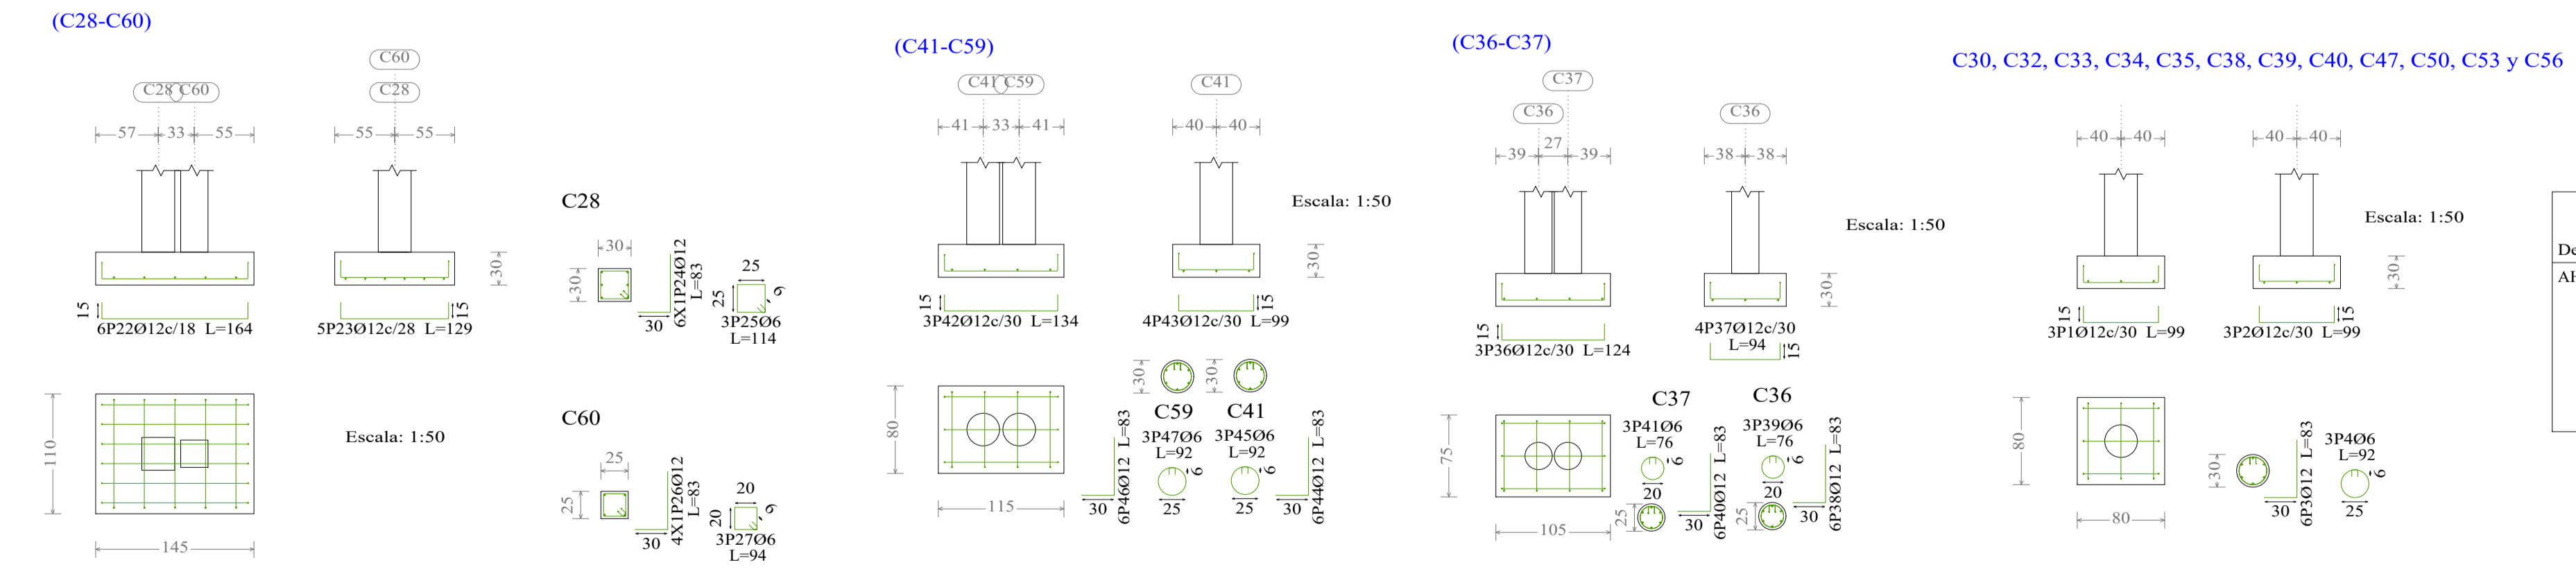 (C28-C60)
C60
C28
C60
C28
57
33
55
55
55
30
15
6P22Ø12c/18 L=164
15
5P23Ø12c/28 L=129
110
145
Escala: 1:50
C28
30
30
6X1P24Ø12
L=83
30
25
25
6
3P25Ø6
L=114
C60
25
25
4X1P26Ø12
L=83
30
20
20
6
3P27Ø6
L=94
(C41-C59)
C41
C59
C41
41
33
41
40
40
Escala: 1:50
30
15
3P42Ø12c/30 L=134
15
4P43Ø12c/30 L=99
80
115
30
30
C59
C41
3P47Ø6
L=92
3P45Ø6
L=92
6
6
25
25
30
6P46Ø12 L=83
30
6P44Ø12 L=83
(C36-C37)
C37
C36
C36
27
39
39
38
38
Escala: 1:50
30
15
3P36Ø12c/30 L=124
4P37Ø12c/30
L=94
15
75
105
C37
C36
3P41Ø6
L=76
3P39Ø6
L=76
6
6
20
20
25
25
30
6P40Ø12 L=83
30
6P38Ø12 L=83
C30, C32, C33, C34, C35, C38, C39, C40, C47, C50, C53 y C56
40
40
40
40
Escala: 1:50
30
15
3P1Ø12c/30 L=99
15
3P2Ø12c/30 L=99
80
80
30
30
6P3Ø12 L=83
3P4Ø6
L=92
6
25